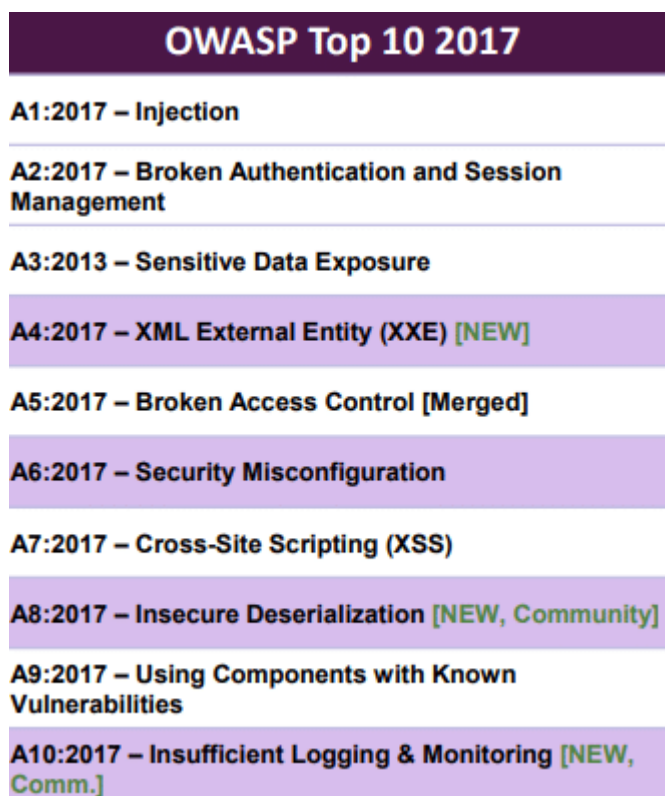 OWASP Top 10 2017
A1:2017 – Injection
A2:2017 – Broken Authentication and Session
Management
A3:2013 – Sensitive Data Exposure
A4:2017 – XML External Entity (XXE) [NEW]
A5:2017 – Broken Access Control [Merged]
A6:2017 – Security Misconfiguration
A7:2017 – Cross-Site Scripting (XSS)
A8:2017 – Insecure Deserialization [NEW, Community]
A9:2017 – Using Components with Known
Vulnerabilities
A10:2017 – Insufficient Logging & Monitoring [NEW,
Comm.]